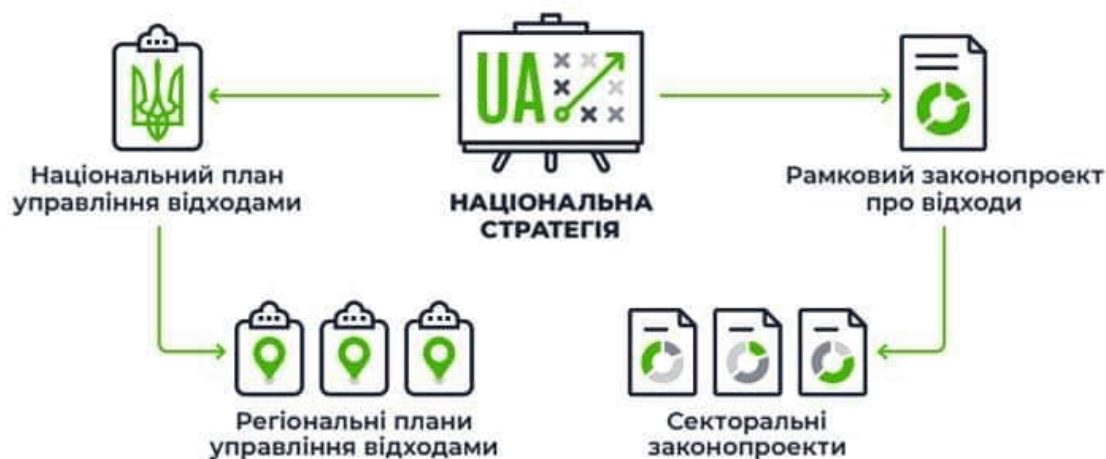 UA
Національний план
управління відходами
НАЦІОНАЛЬНА
СТРАТЕГІЯ
Рамковий законопроект
про відходи
Регіональні плани
управління відходами
Секторальні
законопроекти